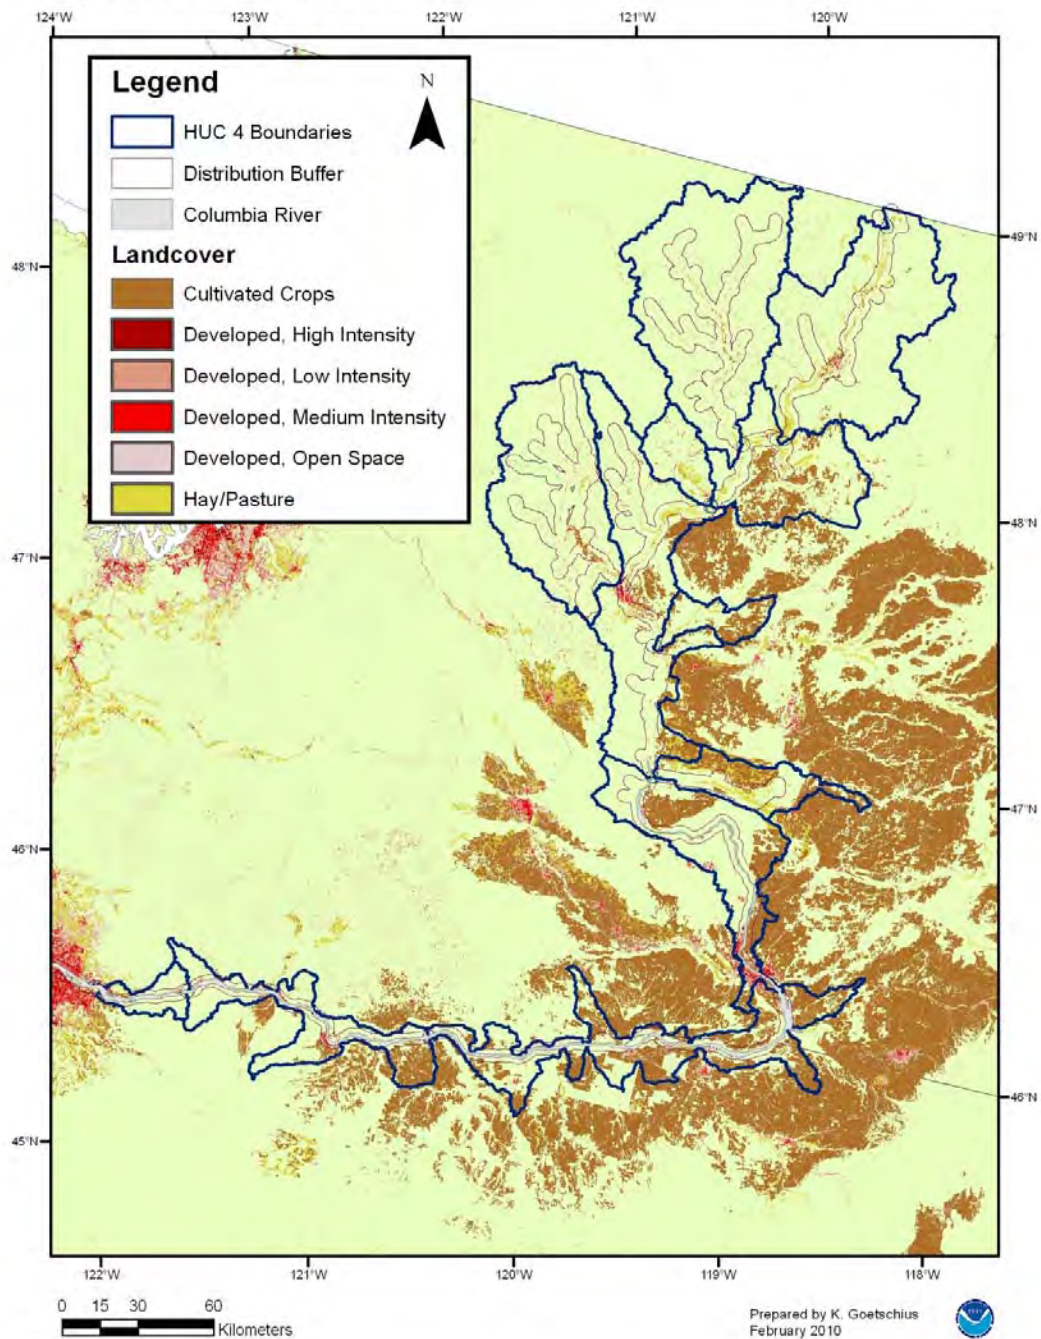 124°W 123°W 122°W 121°W 120°W
Legend
N
HUC 4 Boundaries
Distribution Buffer
Columbia River
Landcover
Cultivated Crops
Developed, High Intensity
Developed, Low Intensity
Developed, Medium Intensity
Developed, Open Space
Hay/Pasture
48°N
49°N
47°N
48°N
46°N
47°N
45°N
46°N
122°W 121°W 120°W 119°W 118°W
0 15 30 60
Kilometers
Prepared by K. Goetschius
February 2010